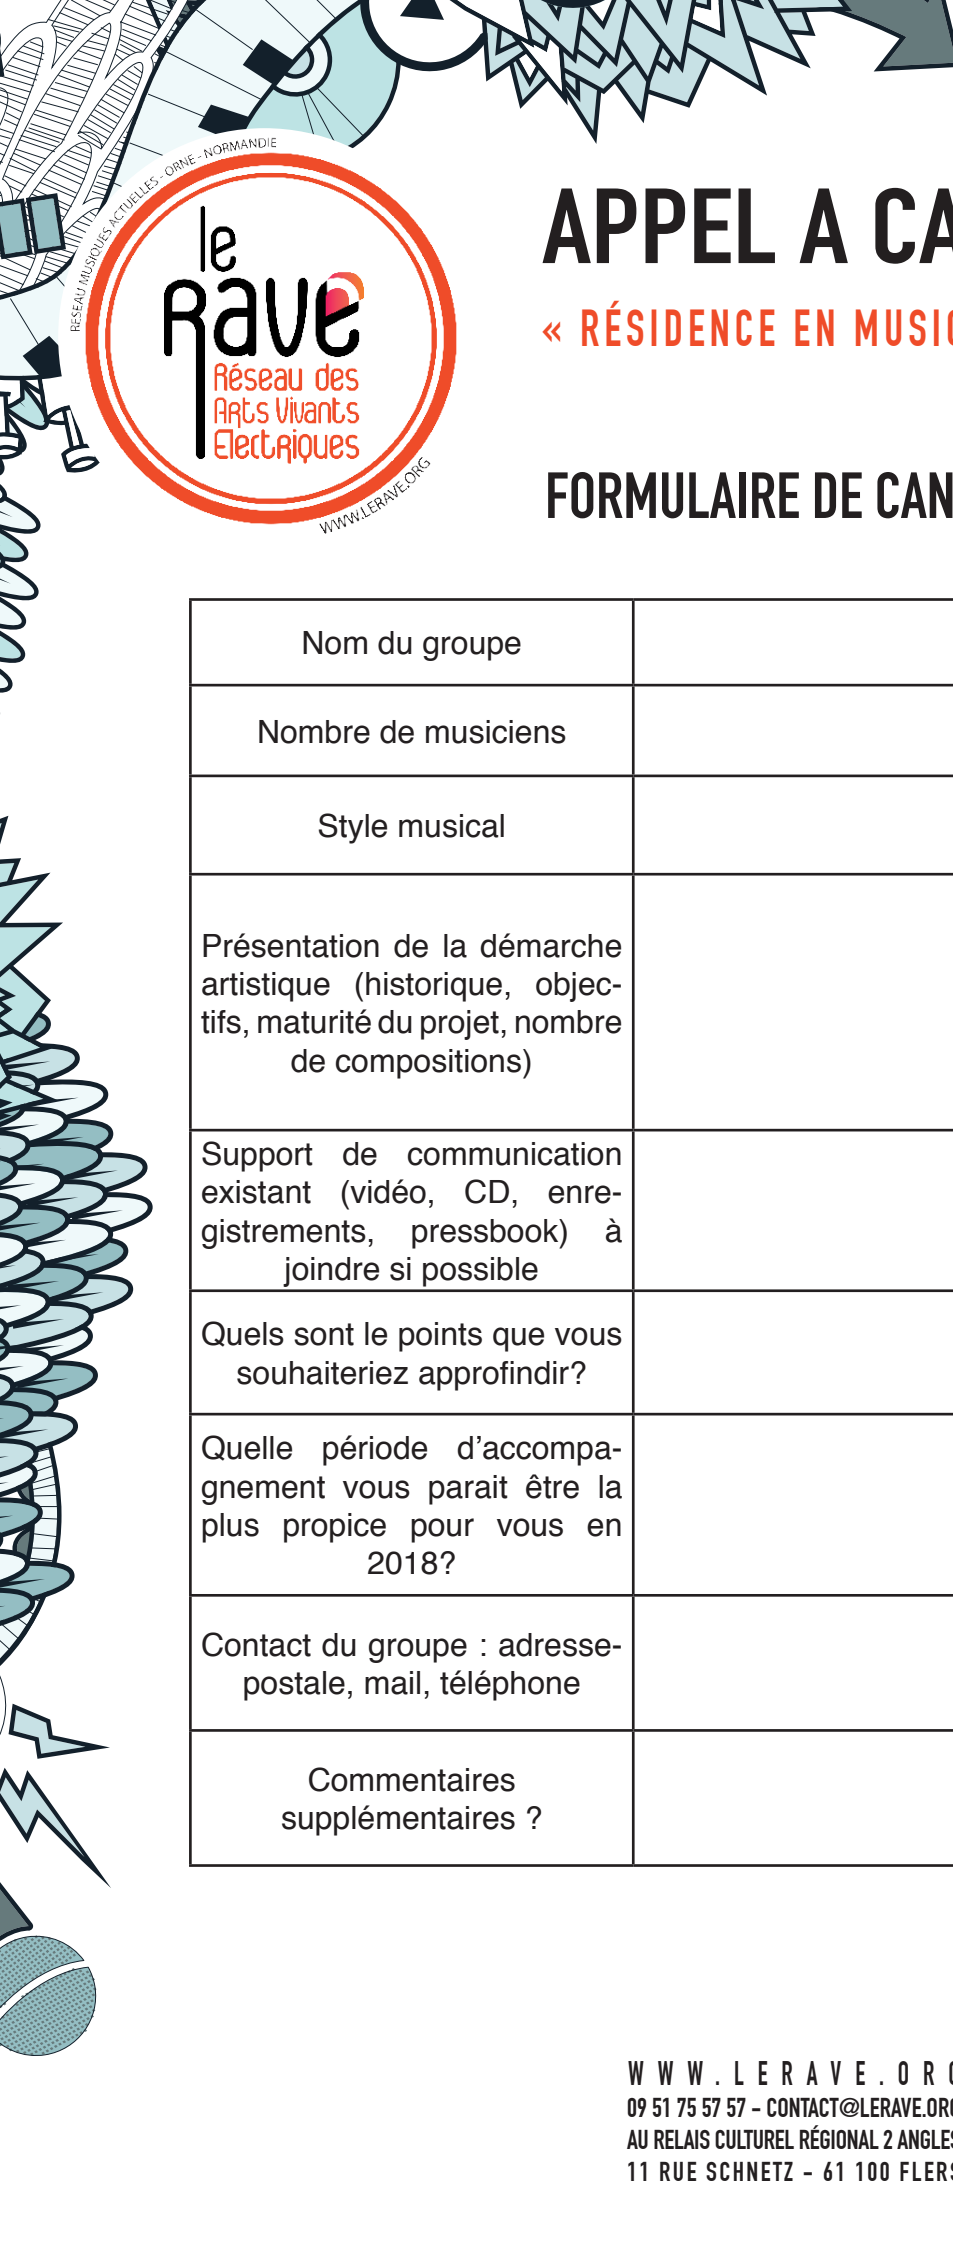 RESEAU MUSIQUES ACTUELLES - ORNE - NORMANDIE
le
Rave
Réseau des
Arts Vivants
Electriques
WWW.LERAVE.ORG
APPEL A CA
« RÉSIDENCE EN MUSIC
FORMULAIRE DE CAN
Nom du groupe
Nombre de musiciens
Style musical
Présentation de la démarche
artistique (historique, objec-
tifs, maturité du projet, nombre
de compositions)
Support de communication
existant (vidéo, CD, enre-
gistrements, pressbook) à
joindre si possible
Quels sont le points que vous
souhaiteriez approfindir?
Quelle période d’accompa-
gnement vous parait être la
plus propice pour vous en
2018?
Contact du groupe : adresse-
postale, mail, téléphone
Commentaires
supplémentaires ?
WWW.LERAVE.ORG
09 51 75 57 57 - CONTACT@LERAVE.ORG
AU RELAIS CULTUREL RÉGIONAL 2 ANGLES
11 RUE SCHNETZ - 61 100 FLERS